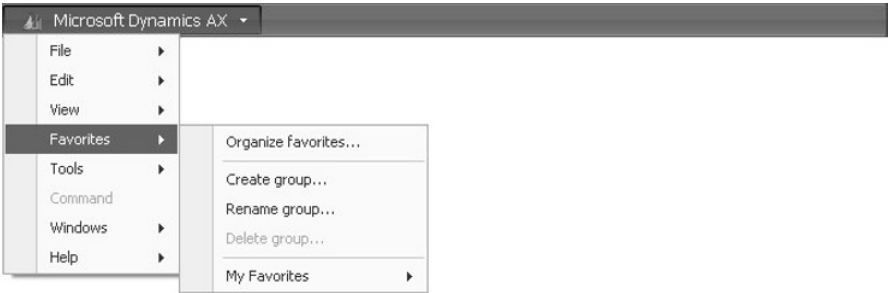 Microsoft Dynamics AX
File
Edit
View
Favorites
Tools
Command
Windows
Help
Organize favorites...
Create group...
Rename group...
Delete group...
My Favorites